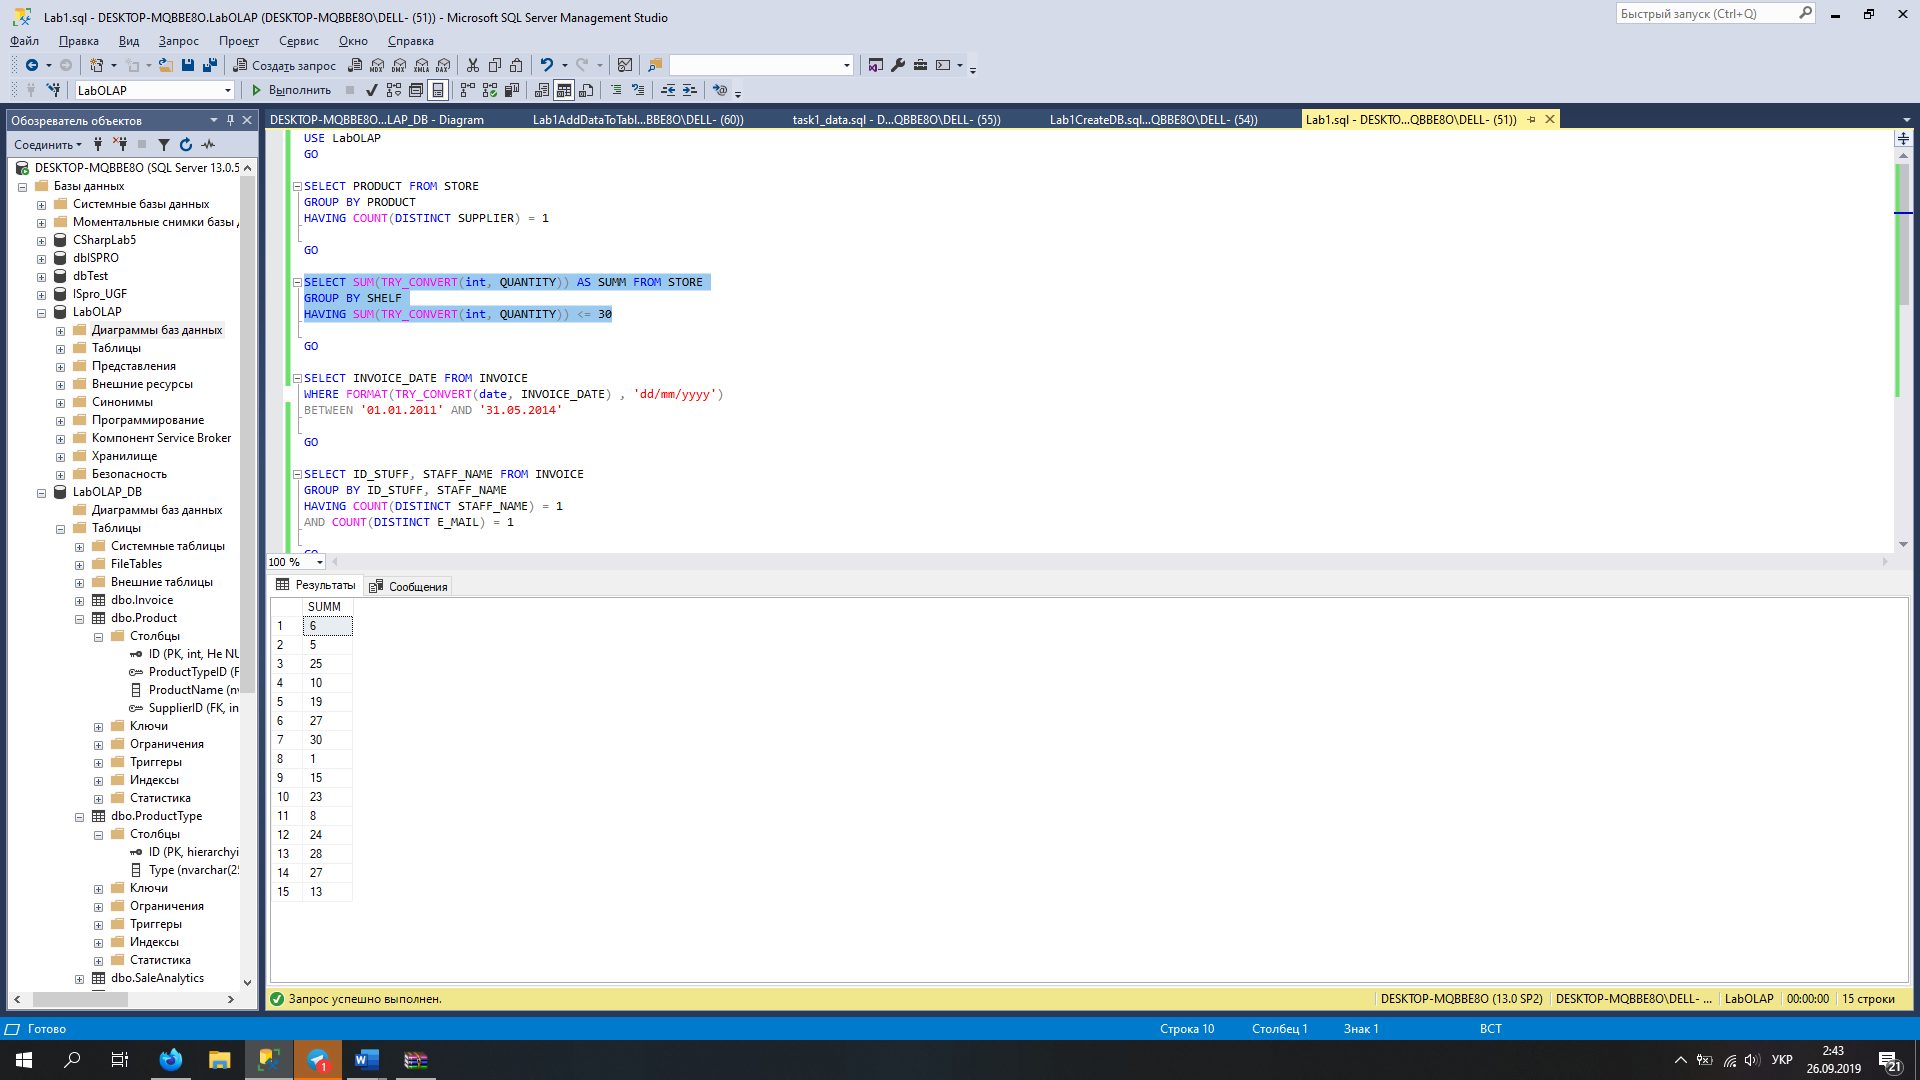 Lab1.sql - DESKTOP-MQBBE8O.LabOLAP (DESKTOP-MQBBE8O\DELL- (51)) - Microsoft SQL Server Management Studio
Быстрый запуск (Ctrl+Q)
Файл Правка Вид Запрос Проект Сервис Окно Справка
Создать запрос
LabOLAP
Выполнить
Обозреватель объектов
Соединить
DESKTOP-MQBBE8O (SQL Server 13.0.5
Базы данных
Системные базы данных
Моментальные снимки базы
CSharpLab5
dbISPRO
dbTest
ISpro_UGF
LabOLAP
Диаграммы баз данных
Таблицы
Представления
Внешние ресурсы
Синонимы
Программирование
Компонент Service Broker
Хранилище
Безопасность
LabOLAP_DB
Диаграммы баз данных
Таблицы
Системные таблицы
FileTables
Внешние таблицы
dbo.Invoice
dbo.Product
Столбцы
ID (PK, int, Не NU
ProductTypeID (F
ProductName (nv
SupplierID (FK, in
Ключи
Ограничения
Триггеры
Индексы
Статистика
dbo.ProductType
Столбцы
ID (PK, hierarchyi
Type (nvarchar(25
Ключи
Ограничения
Триггеры
Индексы
Статистика
dbo.SaleAnalytics
DESKTOP-MQBBE8O...LAP_DB - Diagram
Lab1AddDataToTabl...BBE8O\DELL- (60))
task1_data.sql - D...QBBE8O\DELL- (55))
Lab1CreateDB.sql...QBBE8O\DELL- (54))
Lab1.sql - DESKTO...QBBE8O\DELL- (51))
USE LabOLAP
GO
SELECT PRODUCT FROM STORE
GROUP BY PRODUCT
HAVING COUNT(DISTINCT SUPPLIER) = 1
GO
SELECT SUM(TRY_CONVERT(int, QUANTITY)) AS SUMM FROM STORE
GROUP BY SHELF
HAVING SUM(TRY_CONVERT(int, QUANTITY)) <= 30
GO
SELECT INVOICE_DATE FROM INVOICE
WHERE FORMAT(TRY_CONVERT(date, INVOICE_DATE) , 'dd/mm/yyyy')
BETWEEN '01.01.2011' AND '31.05.2014'
GO
SELECT ID_STUFF, STAFF_NAME FROM INVOICE
GROUP BY ID_STUFF, STAFF_NAME
HAVING COUNT(DISTINCT STAFF_NAME) = 1
AND COUNT(DISTINCT E_MAIL) = 1
GO
100 %
Результаты Сообщения
SUMM
1 6
2 5
3 25
4 10
5 19
6 27
7 30
8 1
9 15
10 23
11 8
12 24
13 28
14 27
15 13
Запрос успешно выполнен.
DESKTOP-MQBBE8O (13.0 SP2) DESKTOP-MQBBE8O\DELL- ... LabOLAP 00:00:00 15 строки
Готово Строка 10 Столбец 1 Знак 1 ВСТ
1
УКР
2:43
26.09.2019
21